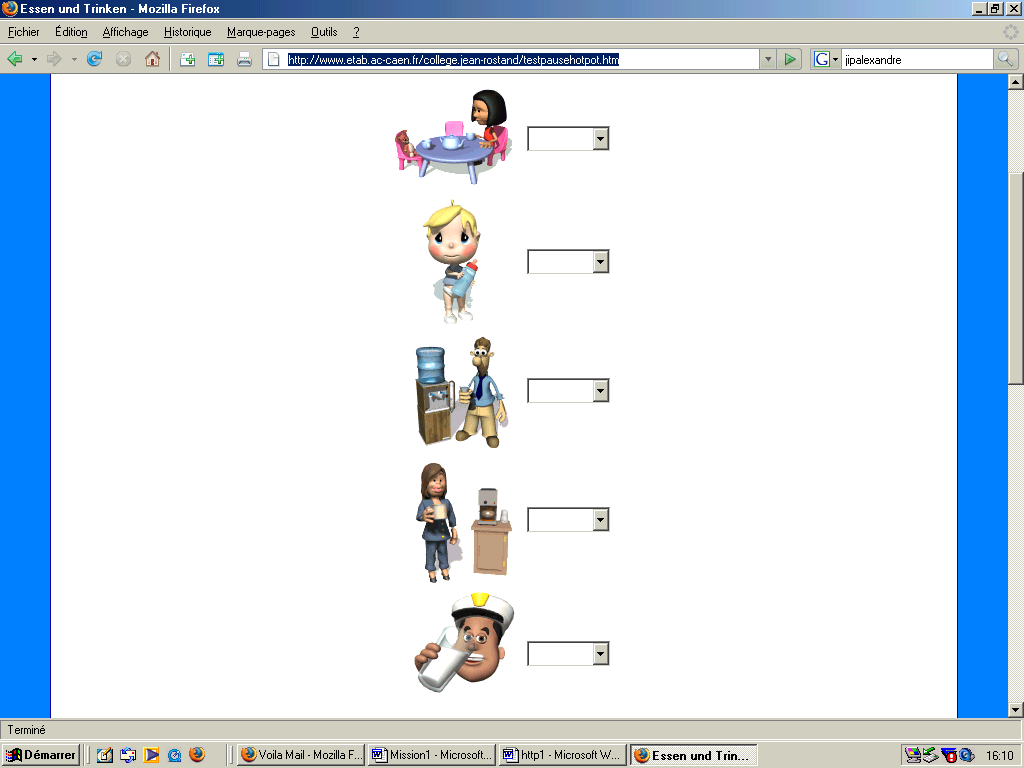 Essen und Trinken - Mozilla Firefox
Fichier Édition Affichage Historique Marque-pages Outils ?
http://www.etab.ac-caen.fr/college.jean-rostand/testpausehotpot.htm G jipalexandre
Terminé
Démarrer Voila Mail - Mozilla F... Mission1 - Microsoft... http1 - Microsoft W... Essen und Trin... 16:10